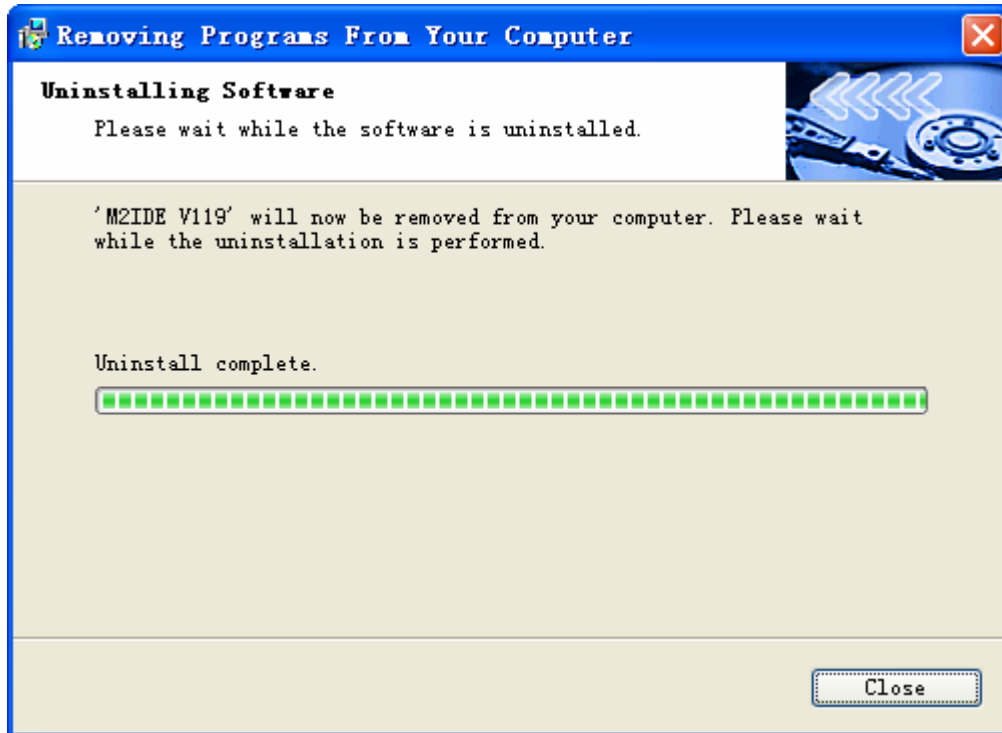 Removing Programs From Your Computer
Uninstalling Software
Please wait while the software is uninstalled.
'M2IDE V119' will now be removed from your computer. Please wait
while the uninstallation is performed.
Uninstall complete.
Close